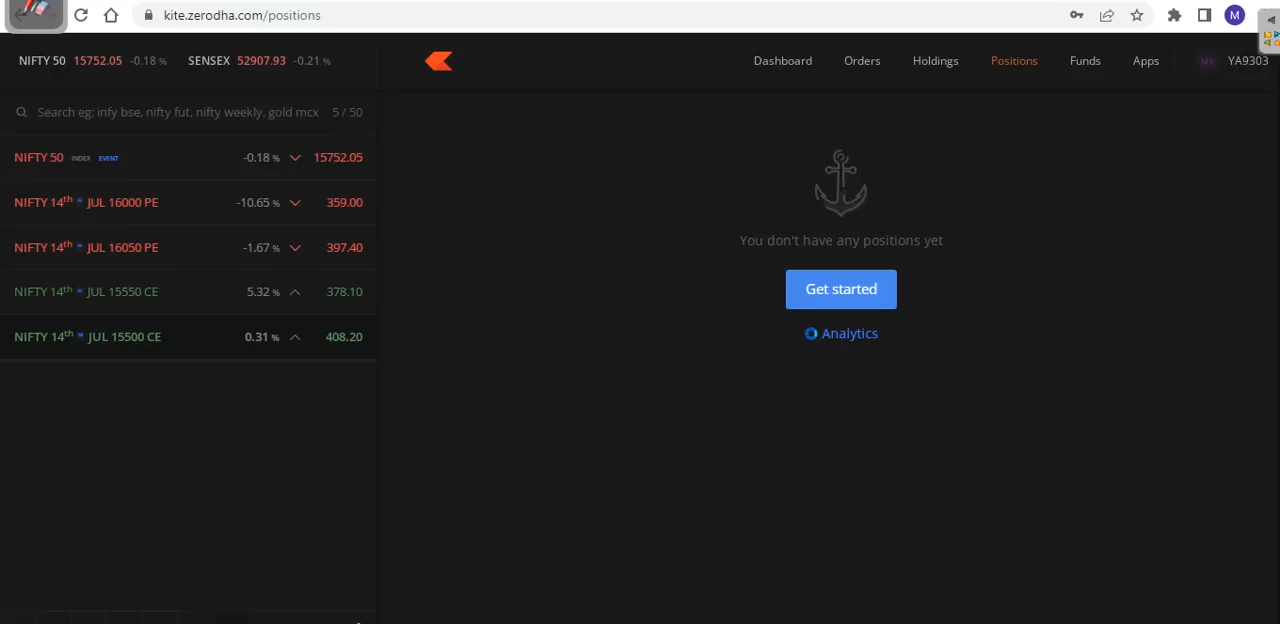 kite.zerodha.com/positions
M
NIFTY 50 15752.05 -0.18 % SENSEX 52907.93 -0.21 %
Dashboard Orders Holdings Positions Funds Apps MR YA9303
Search eg: infy bse, nifty fut, nifty weekly, gold mcx 5 / 50
NIFTY 50 INDEX EVENT -0.18 % 15752.05
NIFTY 14th JUL 16000 PE -10.65 % 359.00
NIFTY 14th JUL 16050 PE -1.67 % 397.40
NIFTY 14th JUL 15550 CE 5.32 % 378.10
NIFTY 14th JUL 15500 CE 0.31 % 408.20
You don't have any positions yet
Get started
Analytics